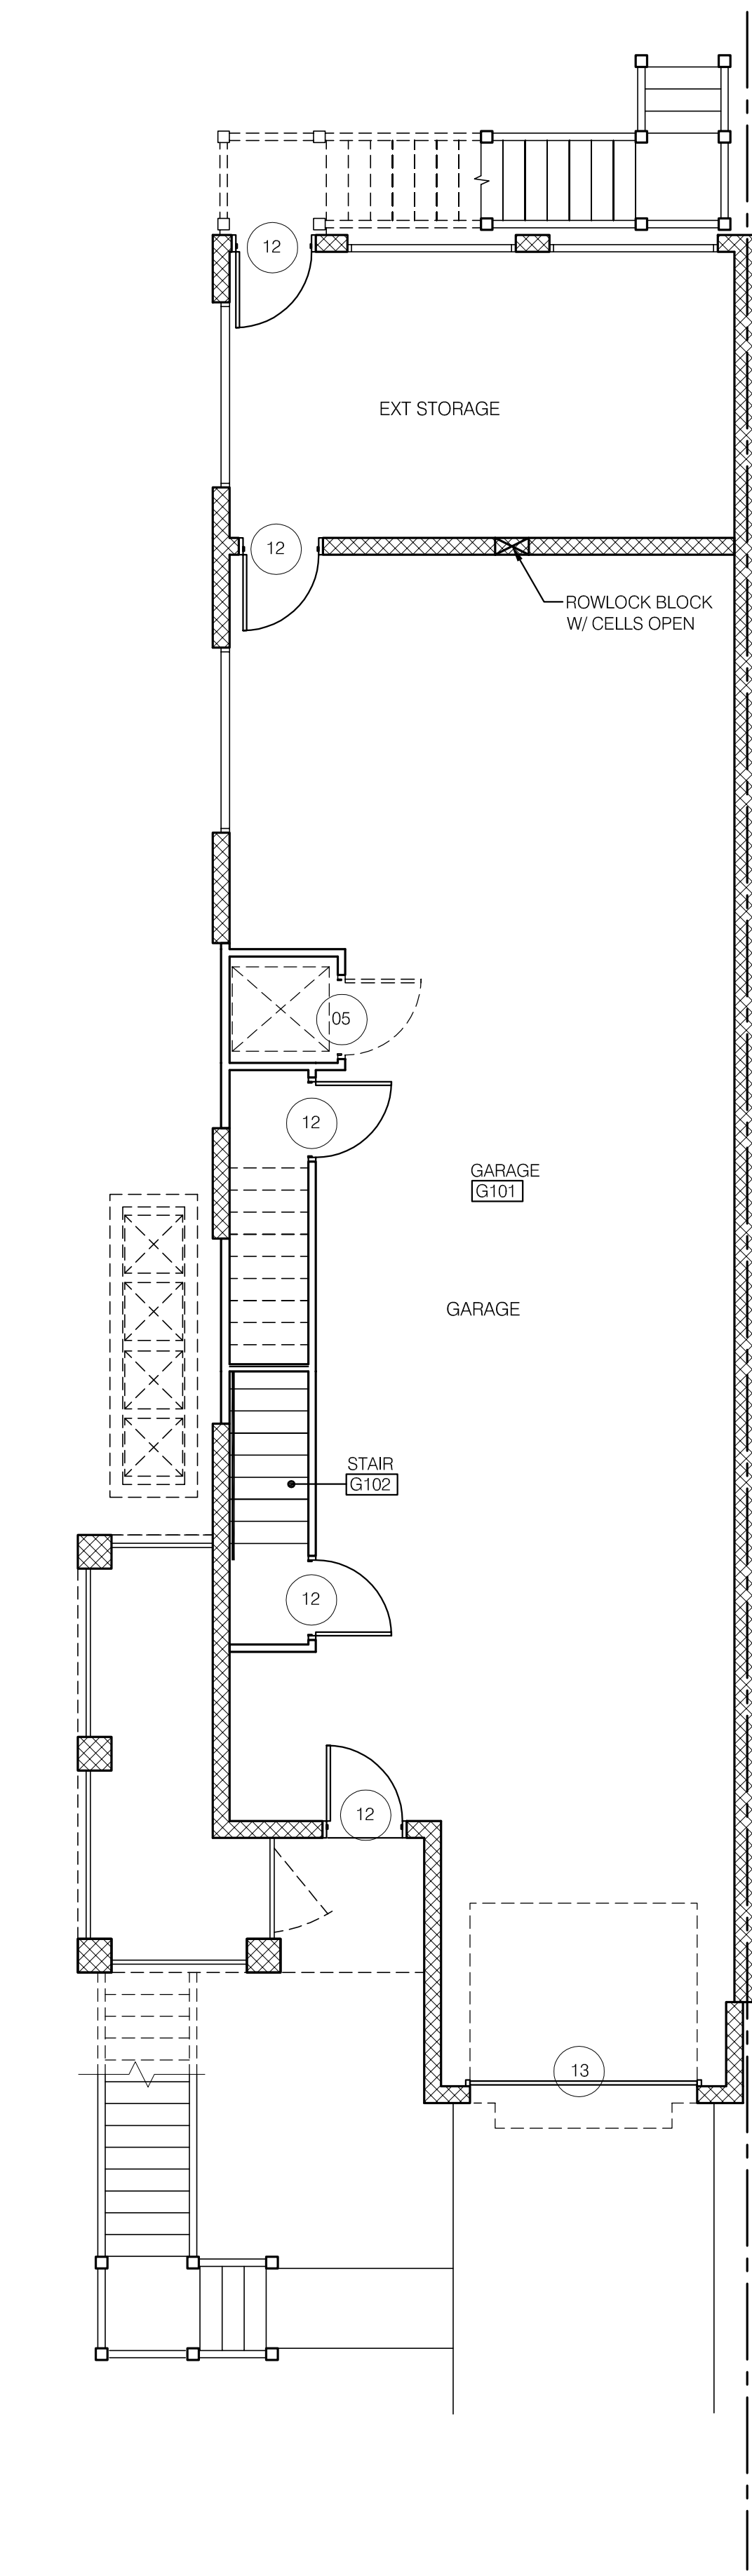 12
EXT STORAGE
12
ROWLOCK BLOCK
W/ CELLS OPEN
05
12
GARAGE
G101
GARAGE
STAIR
G102
12
12
13